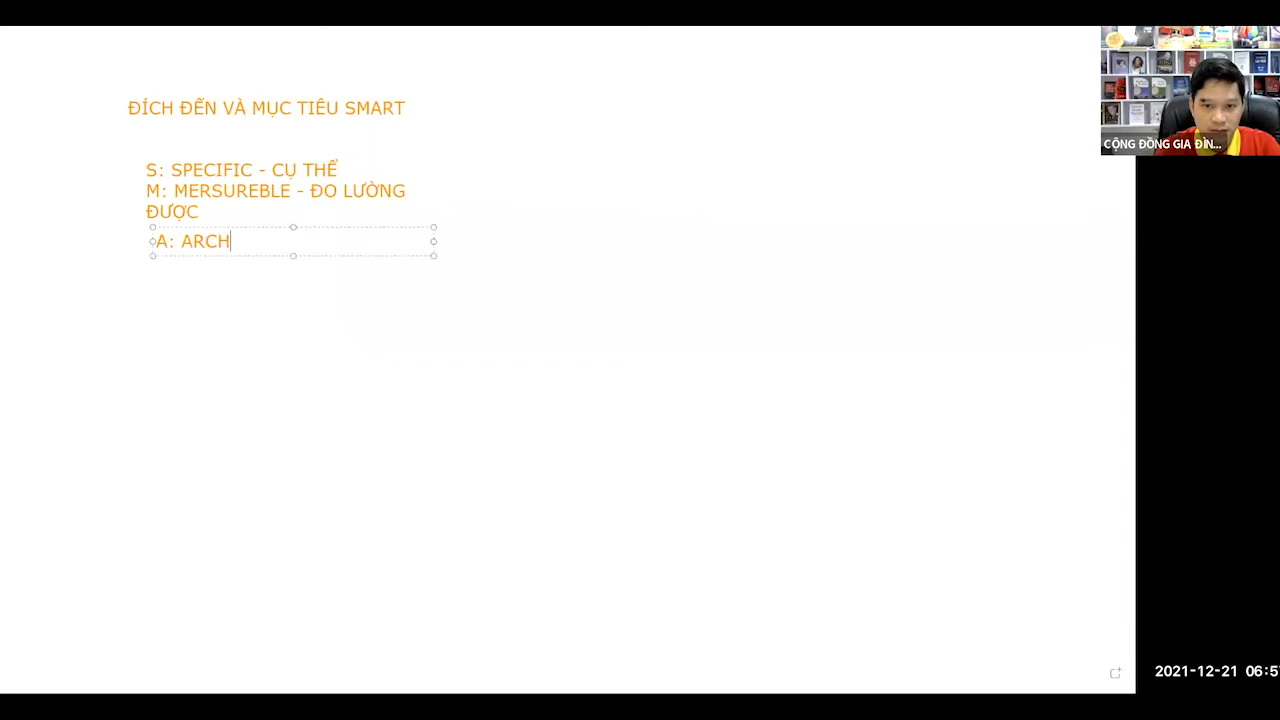 ĐÍCH ĐẾN VÀ MỤC TIÊU SMART
S: SPECIFIC - CỤ THỂ
M: MERSUREBLE - ĐO LƯỜNG
ĐƯỢC
A: ARCH
CỘNG ĐỒNG GIA ĐÌN...
2021-12-21 06:5